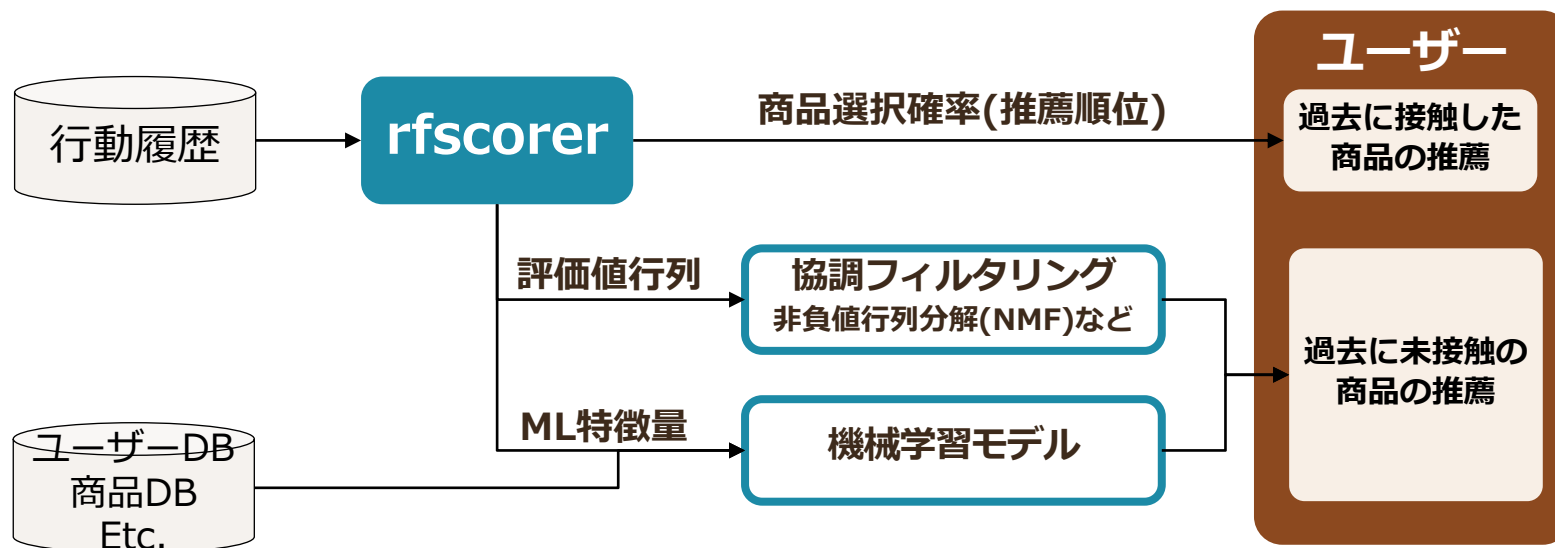 ユーザー
行動履歴
rfscorer
商品選択確率(推薦順位)
過去に接触した
商品の推薦
評価値行列
協調フィルタリング
非負値行列分解(NMF)など
過去に未接触の
商品の推薦
ML特徴量
機械学習モデル
ユーザーDB
商品DB
Etc.